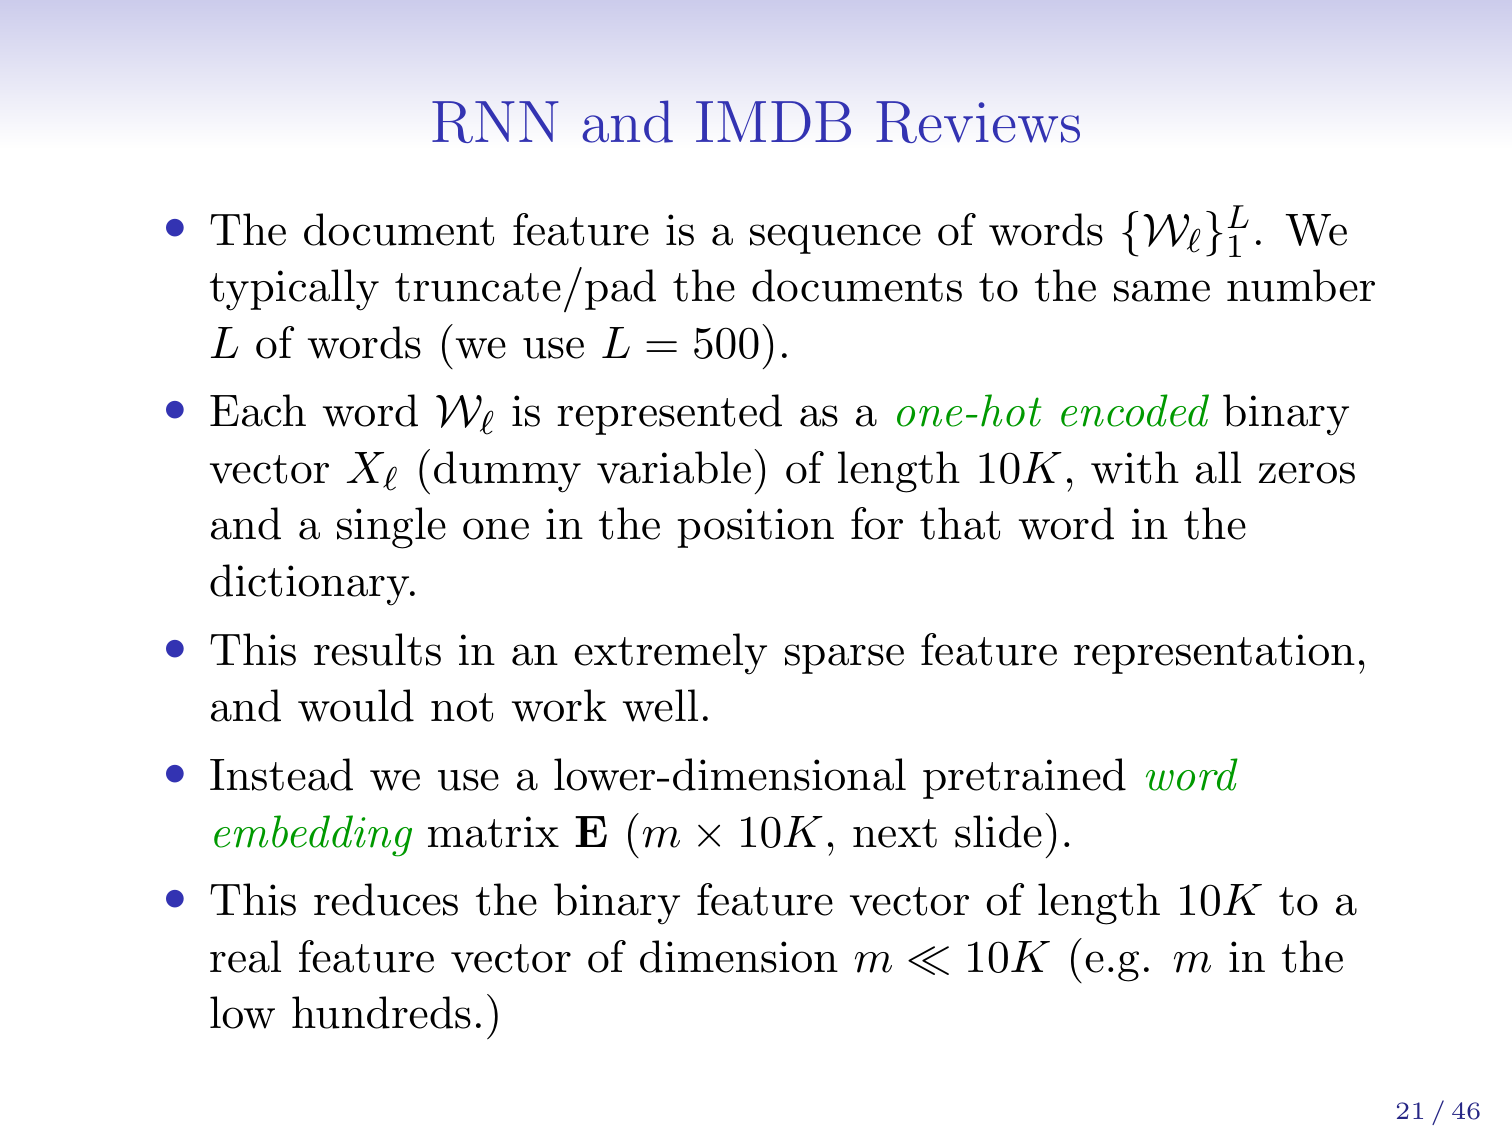 RNN and IMDB Reviews
• The document feature is a sequence of words {𝒲ℓ}₁ᴸ. We
typically truncate/pad the documents to the same number
L of words (we use L = 500).
• Each word 𝒲ℓ is represented as a one-hot encoded binary
vector Xℓ (dummy variable) of length 10K, with all zeros
and a single one in the position for that word in the
dictionary.
• This results in an extremely sparse feature representation,
and would not work well.
• Instead we use a lower-dimensional pretrained word
embedding matrix E (m × 10K, next slide).
• This reduces the binary feature vector of length 10K to a
real feature vector of dimension m ≪ 10K (e.g. m in the
low hundreds.)
21 / 46